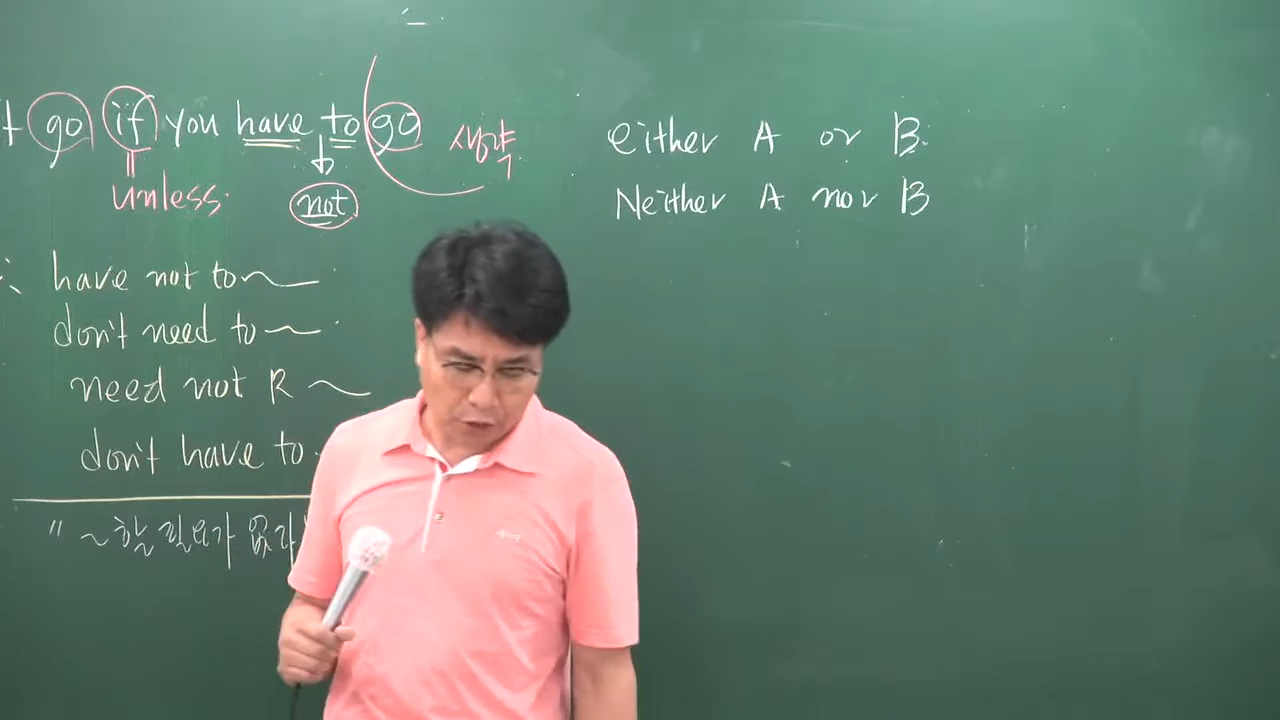 go if you have to go 생략
unless. not
have not to ~
don't need to ~
need not R ~
don't have to
" ~할 필요가 없다
either A or B.
Neither A nor B